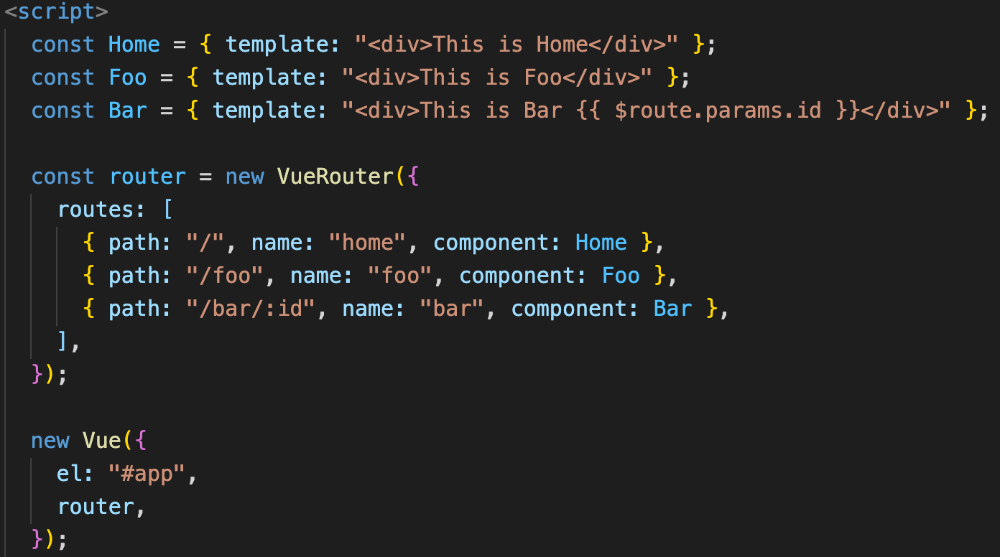 <script>
const Home = { template: "<div>This is Home</div>" };
const Foo = { template: "<div>This is Foo</div>" };
const Bar = { template: "<div>This is Bar {{ $route.params.id }}</div>" };
const router = new VueRouter({
routes: [
{ path: "/", name: "home", component: Home },
{ path: "/foo", name: "foo", component: Foo },
{ path: "/bar/:id", name: "bar", component: Bar },
],
});
new Vue({
el: "#app",
router,
});